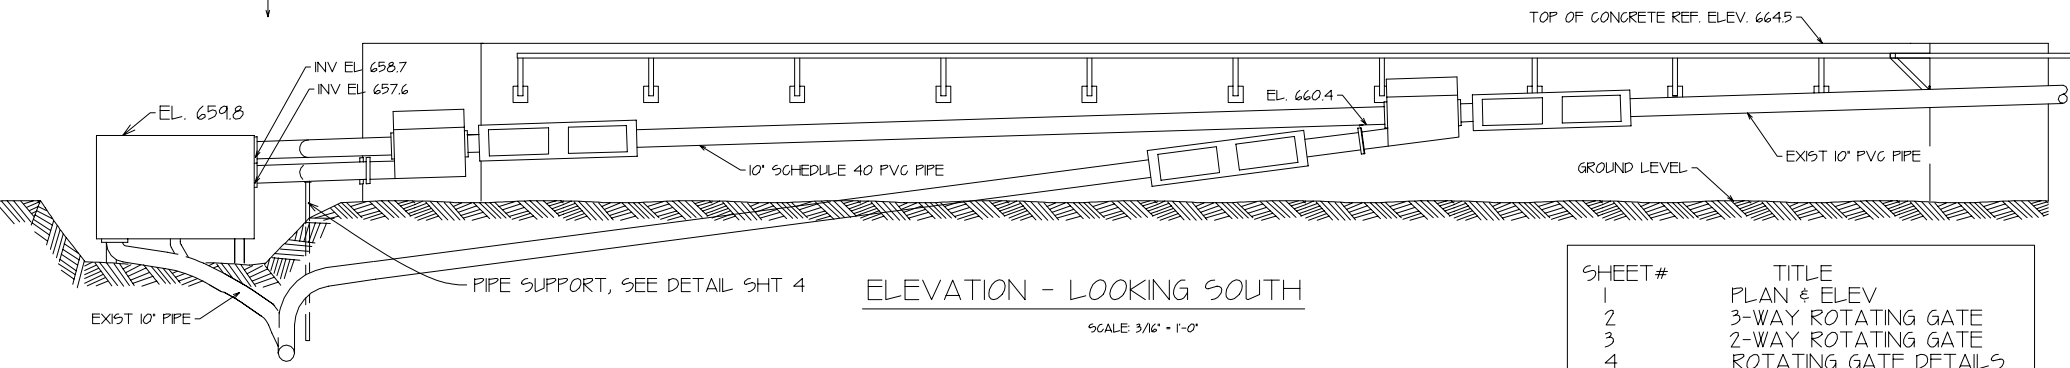 TOP OF CONCRETE REF. ELEV. 664.5
INV EL 658.7
INV EL 657.6
EL. 659.8
EL. 660.4
10" SCHEDULE 40 PVC PIPE
EXIST 10" PVC PIPE
GROUND LEVEL
PIPE SUPPORT, SEE DETAIL SHT 4
EXIST 10" PIPE
ELEVATION - LOOKING SOUTH
SCALE: 3/16" = 1'-0"
SHEET# TITLE
1 PLAN & ELEV
2 3-WAY ROTATING GATE
3 2-WAY ROTATING GATE
4 ROTATING GATE DETAILS